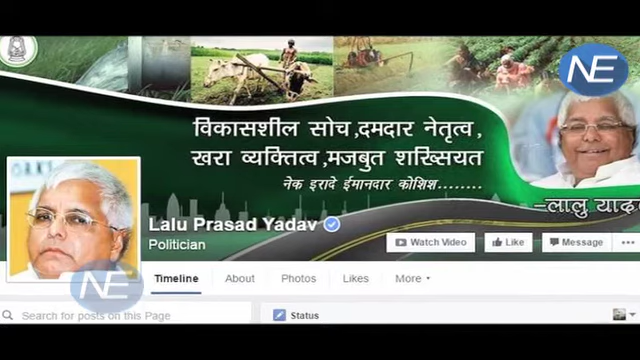 NE
विकासशील सोच,दमदार नेतृत्व,
खरा व्यक्तित्व,मजबुत शख्सियत
नेक इरादे ईमानदार कोशिश........
–लालु याद
Lalu Prasad Yadav
Politician
Watch Video
Like
Message
NE
Timeline
About
Photos
Likes
More
Search for posts on this Page
Status